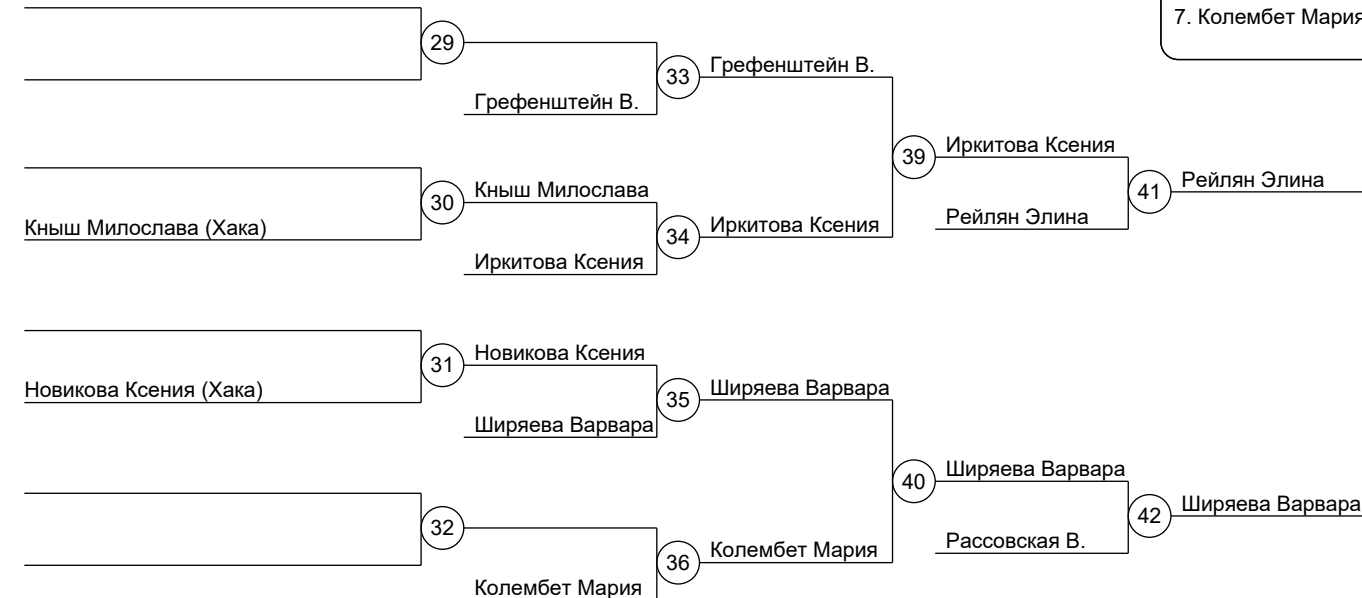 7. Колембет Мария
29
Грефенштейн В.
33
Грефенштейн В.
Иркитова Ксения
39
Рейлян Элина
Кныш Милослава
30
41
Кныш Милослава (Хака)
Иркитова Ксения
Рейлян Элина
34
Иркитова Ксения
Новикова Ксения
31
Новикова Ксения (Хака)
Ширяева Варвара
35
Ширяева Варвара
Ширяева Варвара
40
Ширяева Варвара
42
32
Рассовская В.
Колембет Мария
36
Колембет Мария